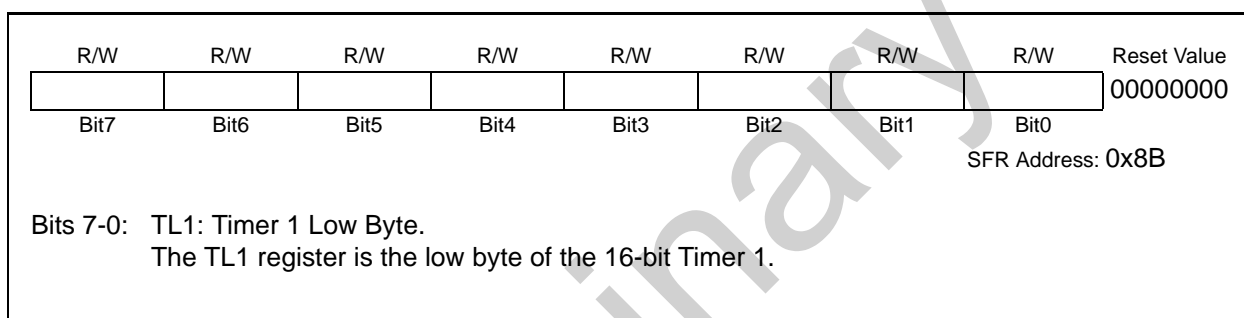 R/W R/W R/W R/W R/W R/W R/W R/W Reset Value
00000000
Bit7 Bit6 Bit5 Bit4 Bit3 Bit2 Bit1 Bit0
SFR Address: 0x8B
Bits 7-0: TL1: Timer 1 Low Byte.
The TL1 register is the low byte of the 16-bit Timer 1.
inary